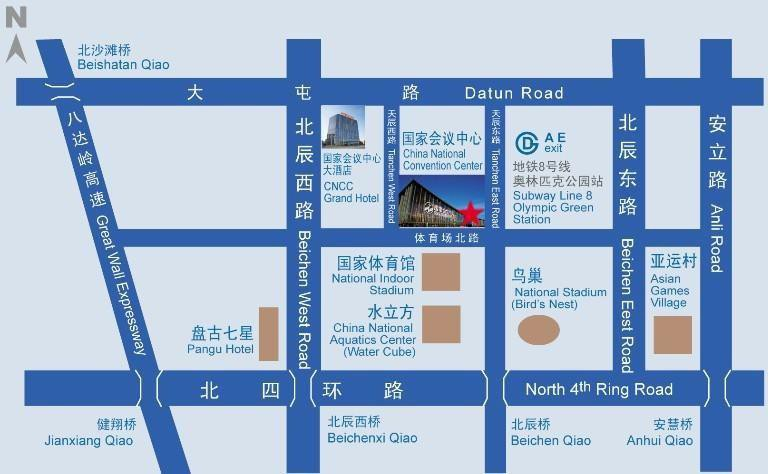 N
北沙滩桥
Beishatan Qiao
大屯路 Datun Road
八达岭高速 Great Wall Expressway
北辰西路 Beichen West Road
国家会议中心
大酒店
CNCC
Grand Hotel
天辰西路 Tianchen West Road
国家会议中心
China National
Convention Center
天辰东路 Tianchen East Road
A E
exit
地铁8号线
奥林匹克公园站
Subway Line 8
Olympic Green
Station
北辰东路 Beichen Eest Road
安立路 Anli Road
体育场北路
国家体育馆
National Indoor
Stadium
水立方
China National
Aquatics Center
(Water Cube)
鸟巢
National Stadium
(Bird's Nest)
亚运村
Asian
Games
Village
盘古七星
Pangu Hotel
北四环路 North 4th Ring Road
健翔桥
Jianxiang Qiao
北辰西桥
Beichenxi Qiao
北辰桥
Beichen Qiao
安慧桥
Anhui Qiao